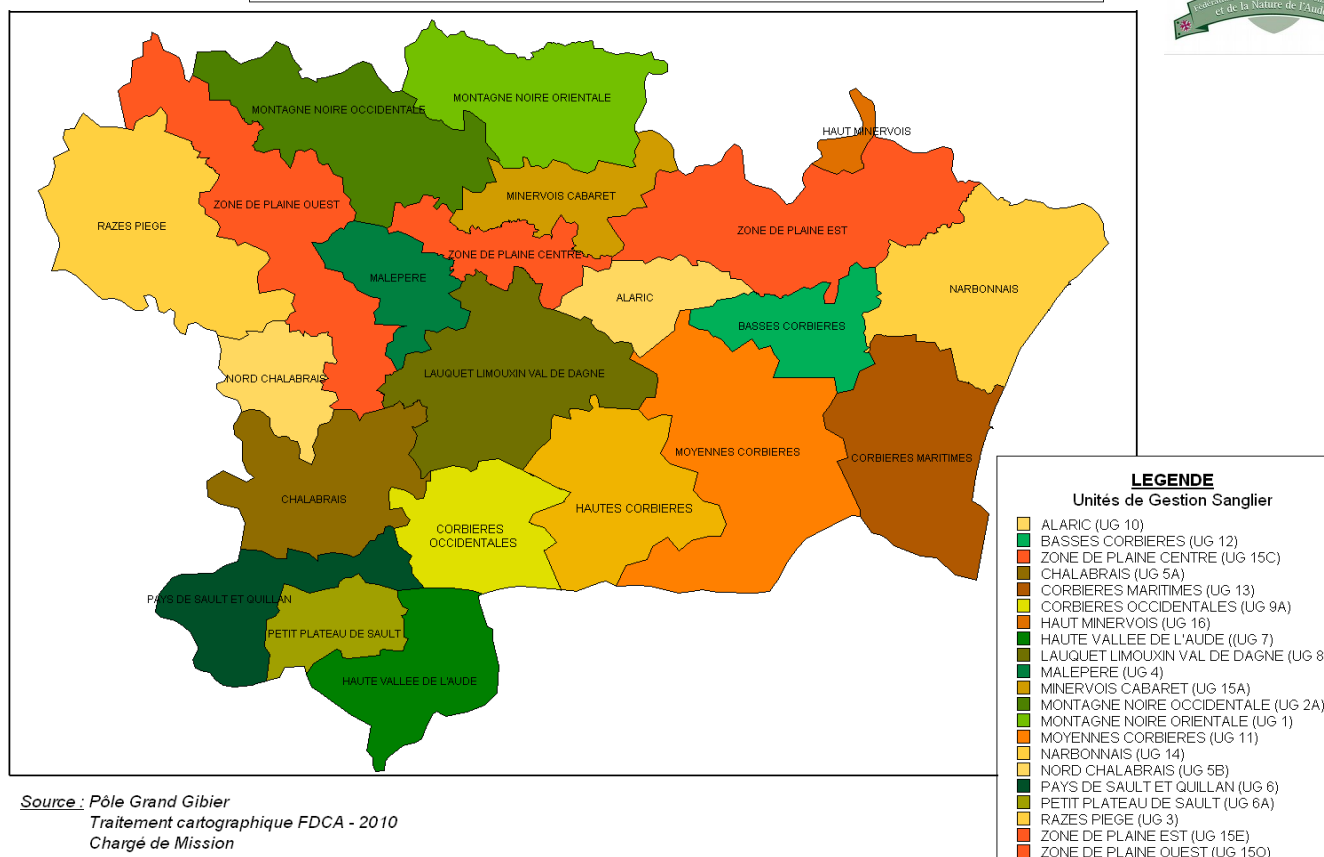 et de la Nature de l'Aude
MONTAGNE NOIRE OCCIDENTALE
MONTAGNE NOIRE ORIENTALE
HAUT MINERVOIS
MINERVOIS CABARET
ZONE DE PLAINE OUEST
RAZES PIEGE
ZONE DE PLAINE EST
ZONE DE PLAINE CENTRE
MALEPERE
ALARIC
NARBONNAIS
BASSES CORBIERES
LAUQUET LIMOUXIN VAL DE DAGNE
NORD CHALABRAIS
MOYENNES CORBIERES
CORBIERES MARITIMES
CHALABRAIS
HAUTES CORBIERES
CORBIERES
OCCIDENTALES
PAYS DE SAULT ET QUILLAN
PETIT PLATEAU DE SAULT
HAUTE VALLEE DE L'AUDE
LEGENDE
Unités de Gestion Sanglier
ALARIC (UG 10)
BASSES CORBIERES (UG 12)
ZONE DE PLAINE CENTRE (UG 15C)
CHALABRAIS (UG 5A)
CORBIERES MARITIMES (UG 13)
CORBIERES OCCIDENTALES (UG 9A)
HAUT MINERVOIS (UG 16)
HAUTE VALLEE DE L'AUDE ((UG 7)
LAUQUET LIMOUXIN VAL DE DAGNE (UG 8
MALEPERE (UG 4)
MINERVOIS CABARET (UG 15A)
MONTAGNE NOIRE OCCIDENTALE (UG 2A)
MONTAGNE NOIRE ORIENTALE (UG 1)
MOYENNES CORBIERES (UG 11)
NARBONNAIS (UG 14)
NORD CHALABRAIS (UG 5B)
PAYS DE SAULT ET QUILLAN (UG 6)
PETIT PLATEAU DE SAULT (UG 6A)
RAZES PIEGE (UG 3)
ZONE DE PLAINE EST (UG 15E)
ZONE DE PLAINE OUEST (UG 15O)
Source : Pôle Grand Gibier
Traitement cartographique FDCA - 2010
Chargé de Mission